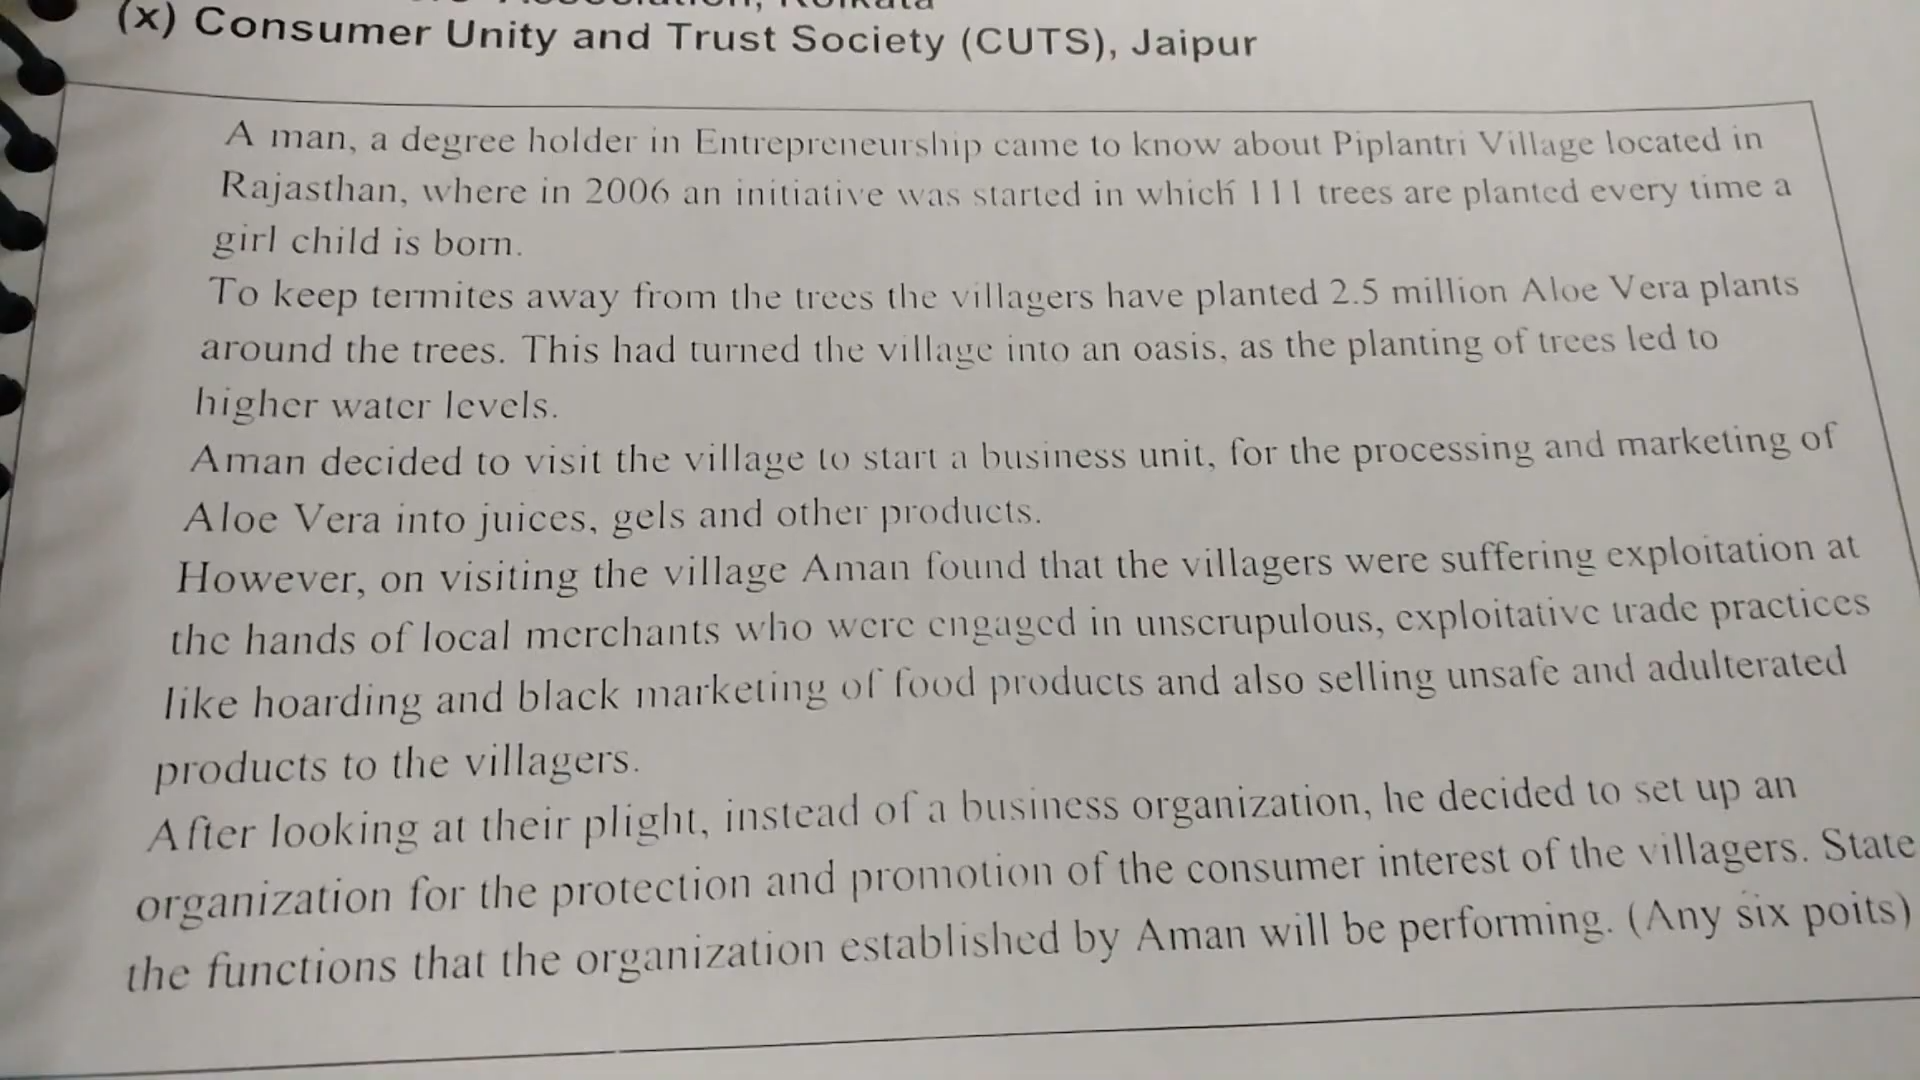 Kolkata
(x) Consumer Unity and Trust Society (CUTS), Jaipur
A man, a degree holder in Entrepreneurship came to know about Piplantri Village located in
Rajasthan, where in 2006 an initiative was started in which 111 trees are planted every time a
girl child is born.
To keep termites away from the trees the villagers have planted 2.5 million Aloe Vera plants
around the trees. This had turned the village into an oasis, as the planting of trees led to
higher water levels.
Aman decided to visit the village to start a business unit, for the processing and marketing of
Aloe Vera into juices, gels and other products.
However, on visiting the village Aman found that the villagers were suffering exploitation at
the hands of local merchants who were engaged in unscrupulous, exploitative trade practices
like hoarding and black marketing of food products and also selling unsafe and adulterated
products to the villagers.
After looking at their plight, instead of a business organization, he decided to set up an
organization for the protection and promotion of the consumer interest of the villagers. State
the functions that the organization established by Aman will be performing. (Any six poits)